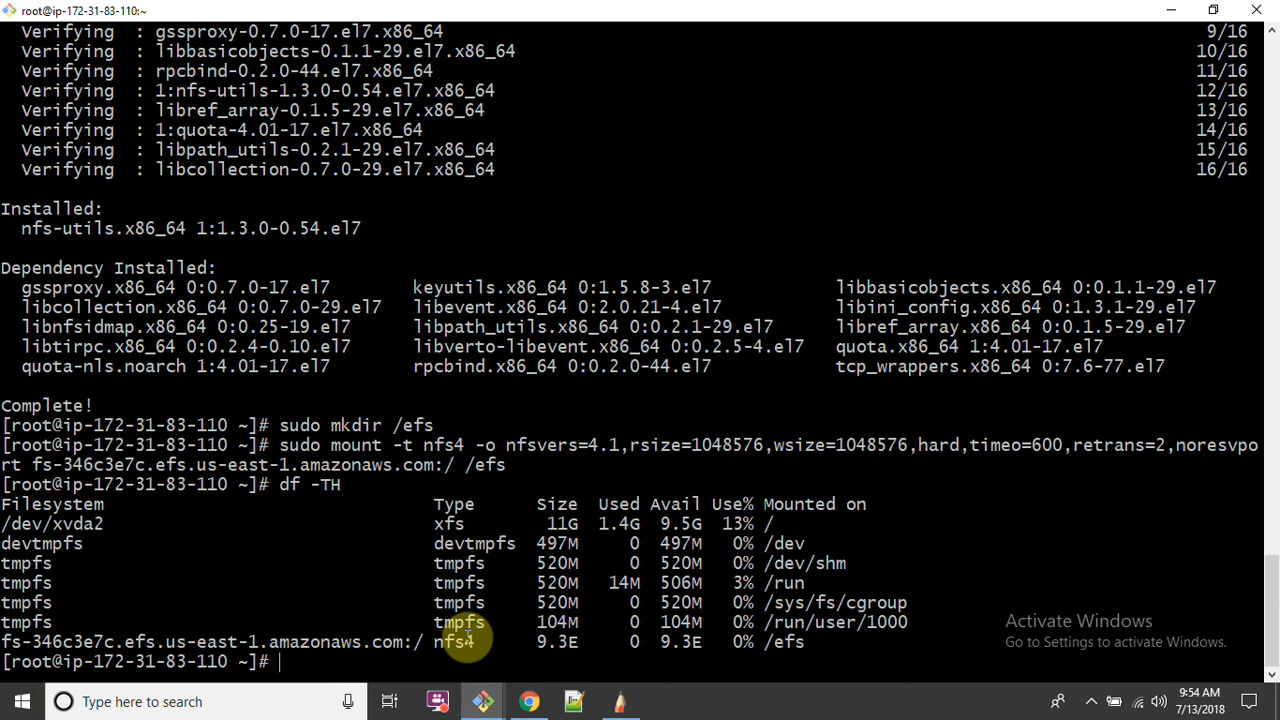 root@ip-172-31-83-110:~
Verifying  : gssproxy-0.7.0-17.el7.x86_64 9/16
Verifying  : libbasicobjects-0.1.1-29.el7.x86_64 10/16
Verifying  : rpcbind-0.2.0-44.el7.x86_64 11/16
Verifying  : 1:nfs-utils-1.3.0-0.54.el7.x86_64 12/16
Verifying  : libref_array-0.1.5-29.el7.x86_64 13/16
Verifying  : 1:quota-4.01-17.el7.x86_64 14/16
Verifying  : libpath_utils-0.2.1-29.el7.x86_64 15/16
Verifying  : libcollection-0.7.0-29.el7.x86_64 16/16
Installed:
nfs-utils.x86_64 1:1.3.0-0.54.el7
Dependency Installed:
gssproxy.x86_64 0:0.7.0-17.el7 keyutils.x86_64 0:1.5.8-3.el7 libbasicobjects.x86_64 0:0.1.1-29.el7
libcollection.x86_64 0:0.7.0-29.el7 libevent.x86_64 0:2.0.21-4.el7 libini_config.x86_64 0:1.3.1-29.el7
libnfsidmap.x86_64 0:0.25-19.el7 libpath_utils.x86_64 0:0.2.1-29.el7 libref_array.x86_64 0:0.1.5-29.el7
libtirpc.x86_64 0:0.2.4-0.10.el7 libverto-libevent.x86_64 0:0.2.5-4.el7 quota.x86_64 1:4.01-17.el7
quota-nls.noarch 1:4.01-17.el7 rpcbind.x86_64 0:0.2.0-44.el7 tcp_wrappers.x86_64 0:7.6-77.el7
Complete!
[root@ip-172-31-83-110 ~]# sudo mkdir /efs
[root@ip-172-31-83-110 ~]# sudo mount -t nfs4 -o nfsvers=4.1,rsize=1048576,wsize=1048576,hard,timeo=600,retrans=2,noresvpo
rt fs-346c3e7c.efs.us-east-1.amazonaws.com:/ /efs
[root@ip-172-31-83-110 ~]# df -TH
Filesystem Type Size Used Avail Use% Mounted on
/dev/xvda2 xfs 11G 1.4G 9.5G 13% /
devtmpfs devtmpfs 497M 0 497M 0% /dev
tmpfs tmpfs 520M 0 520M 0% /dev/shm
tmpfs tmpfs 520M 14M 506M 3% /run
tmpfs tmpfs 520M 0 520M 0% /sys/fs/cgroup
tmpfs tmpfs 104M 0 104M 0% /run/user/1000
fs-346c3e7c.efs.us-east-1.amazonaws.com:/ nfs4 9.3E 0 9.3E 0% /efs
[root@ip-172-31-83-110 ~]#
Activate Windows
Go to Settings to activate Windows.
Type here to search
9:54 AM
7/13/2018